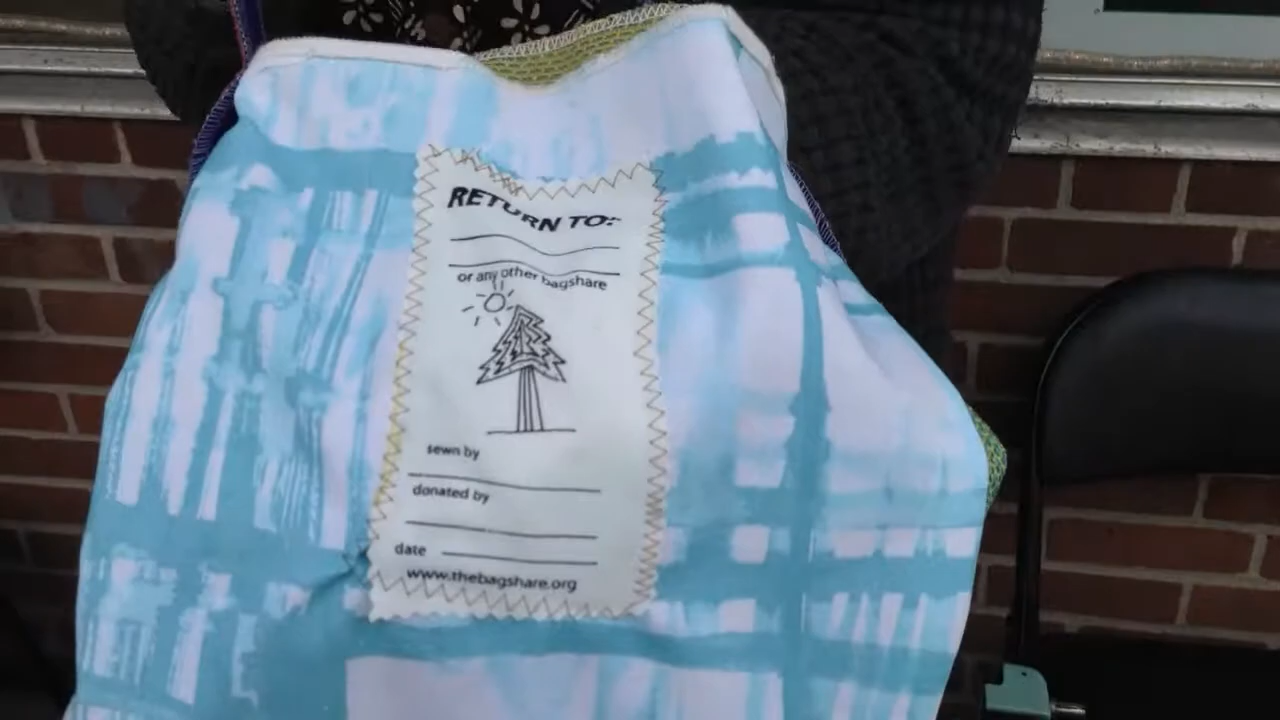 RETURN TO:
or any other bagshare
sewn by
donated by
date
www.thebagshare.org